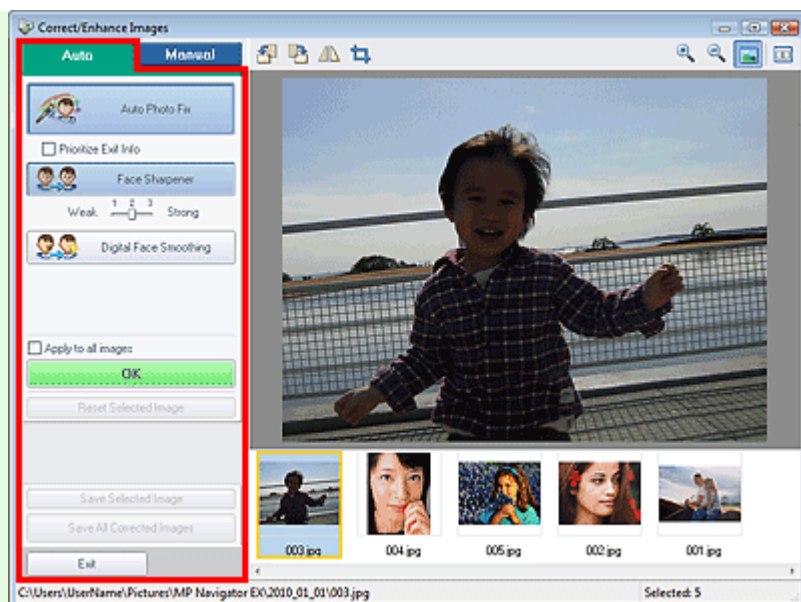 Correct/Enhance Images
Auto
Manual
Auto Photo Fix
Prioritize Exif Info
Face Sharpener
1 2 3
Weak Strong
Digital Face Smoothing
Apply to all images
OK
Reset Selected Image
Save Selected Image
Save All Corrected Images
Exit
003.jpg
004.jpg
005.jpg
002.jpg
001.jpg
C:\Users\UserName\Pictures\MP Navigator EX\2010_01_01\003.jpg
Selected: 5